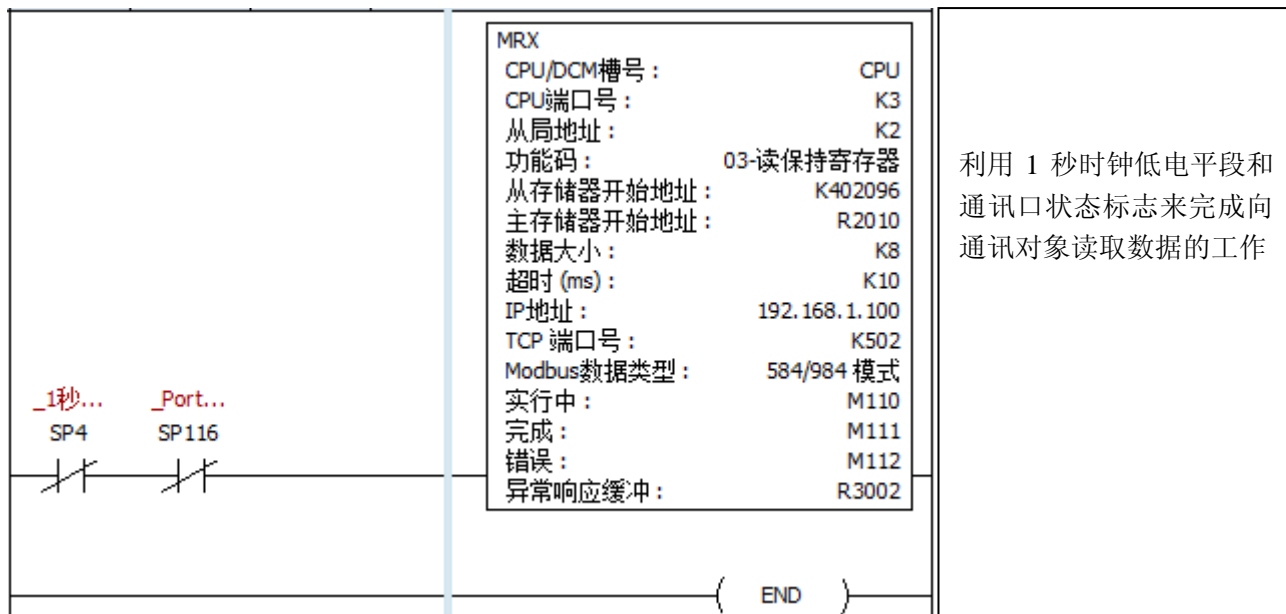 MRX
CPU/DCM槽号： CPU
CPU端口号： K3
从局地址： K2
功能码： 03-读保持寄存器
从存储器开始地址： K402096
主存储器开始地址： R2010
数据大小： K8
超时 (ms)： K10
IP地址： 192.168.1.100
TCP 端口号： K502
Modbus数据类型： 584/984 模式
实行中： M110
完成： M111
错误： M112
异常响应缓冲： R3002
_1秒... _Port...
SP4 SP116
END
利用 1 秒时钟低电平段和
通讯口状态标志来完成向
通讯对象读取数据的工作